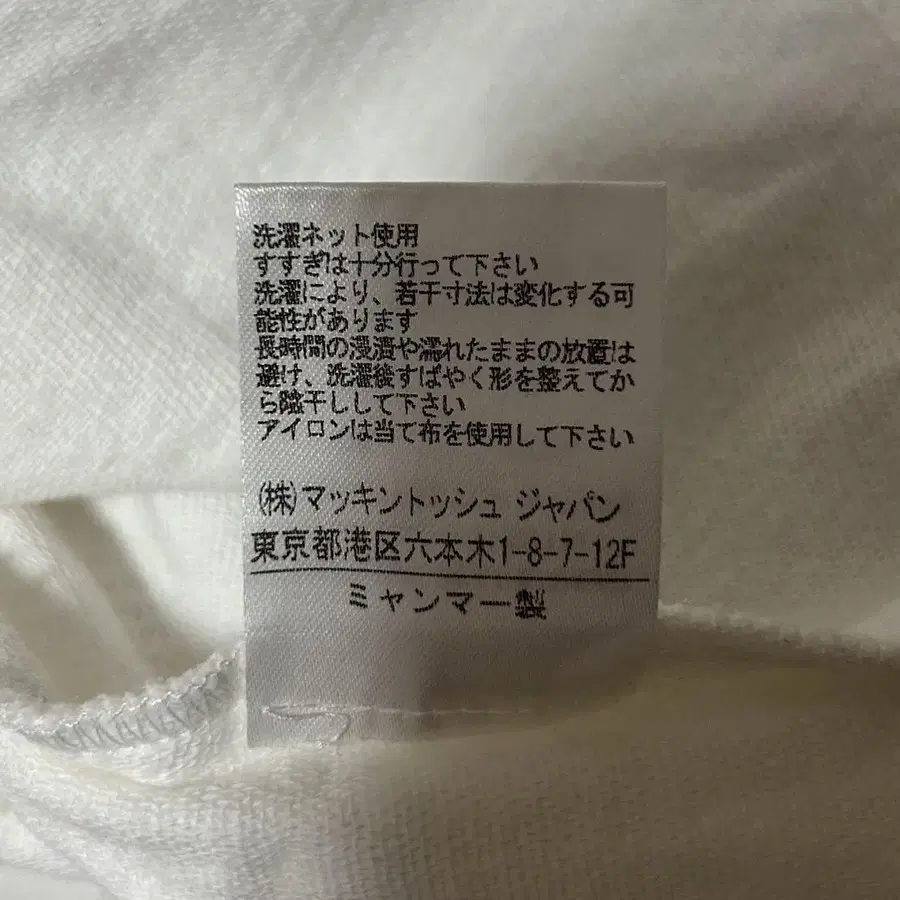 洗濯ネット使用
すすぎは十分行って下さい
洗濯により、若干寸法は変化する可
能性があります
長時間の浸漬や濡れたままの放置は
避け、洗濯後すばやく形を整えてか
ら陰干しして下さい
アイロンは当て布を使用して下さい
(株)マッキントッシュ ジャパン
東京都港区六本木1-8-7-12F
ミャンマー製